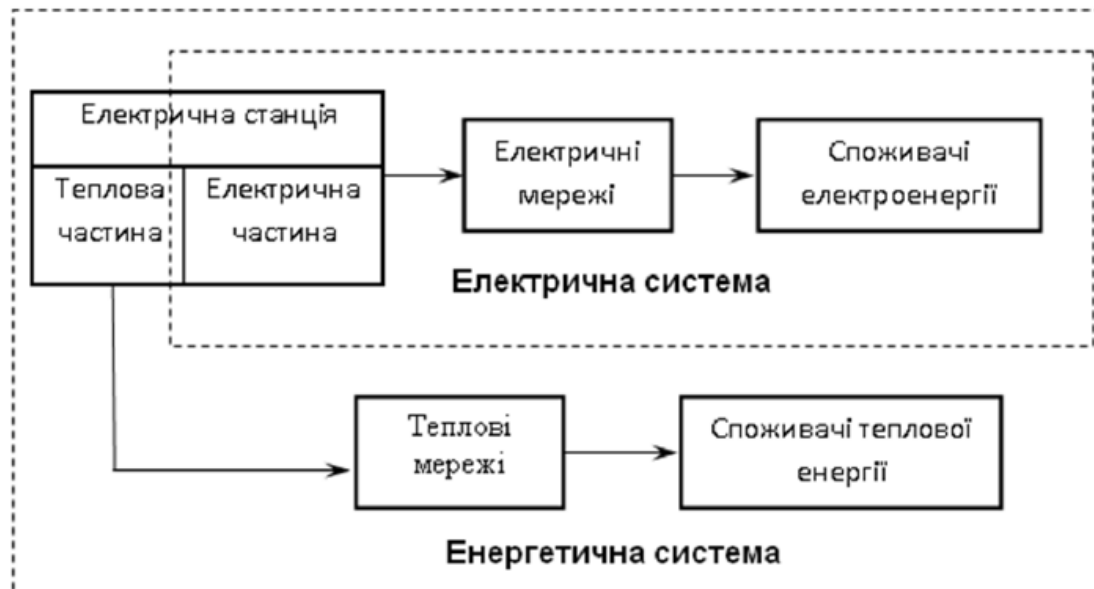 Електрична станція
Теплова
частина
Електрична
частина
Електричні
мережі
Споживачі
електроенергії
Електрична система
Теплові
мережі
Споживачі теплової
енергії
Енергетична система